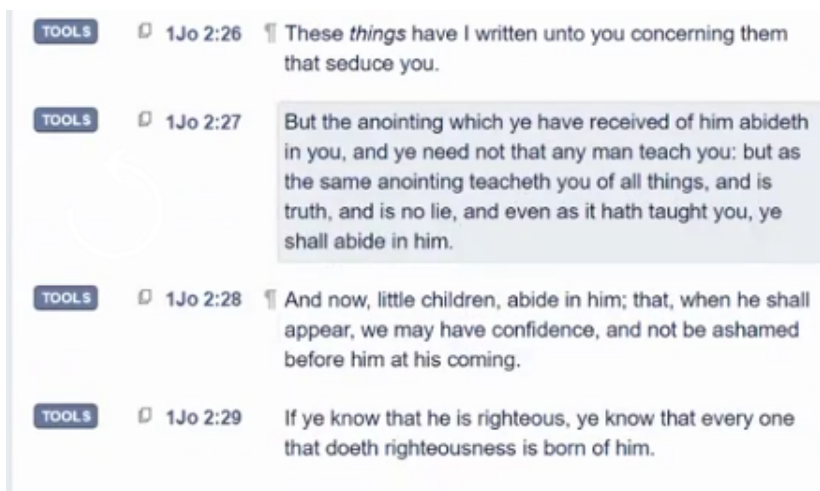 TOOLS 1Jo 2:26 ¶ These things have I written unto you concerning them
that seduce you.
TOOLS 1Jo 2:27 But the anointing which ye have received of him abideth
in you, and ye need not that any man teach you: but as
the same anointing teacheth you of all things, and is
truth, and is no lie, and even as it hath taught you, ye
shall abide in him.
TOOLS 1Jo 2:28 ¶ And now, little children, abide in him; that, when he shall
appear, we may have confidence, and not be ashamed
before him at his coming.
TOOLS 1Jo 2:29 If ye know that he is righteous, ye know that every one
that doeth righteousness is born of him.